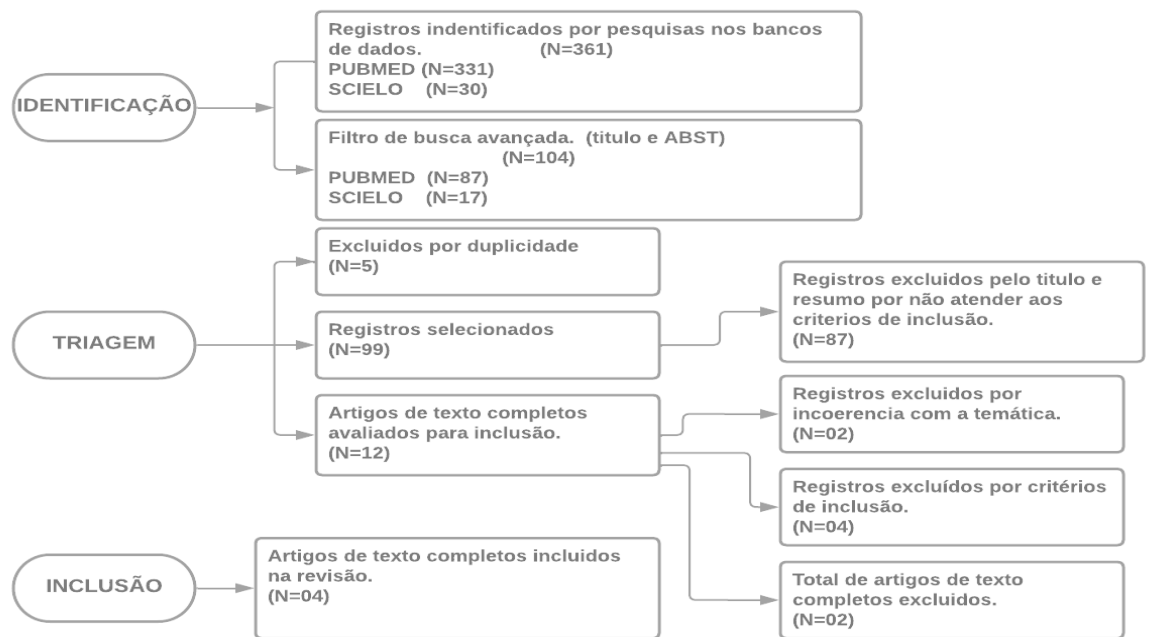 IDENTIFICAÇÃO
Registros indentificados por pesquisas nos bancos
de dados. (N=361)
PUBMED (N=331)
SCIELO (N=30)
Filtro de busca avançada. (titulo e ABST)
(N=104)
PUBMED (N=87)
SCIELO (N=17)
TRIAGEM
Excluidos por duplicidade
(N=5)
Registros selecionados
(N=99)
Registros excluidos pelo titulo e
resumo por não atender aos
criterios de inclusão.
(N=87)
Artigos de texto completos
avaliados para inclusão.
(N=12)
Registros excluidos por
incoerencia com a temática.
(N=02)
Registros excluídos por critérios
de inclusão.
(N=04)
Total de artigos de texto
completos excluidos.
(N=02)
INCLUSÃO
Artigos de texto completos incluidos
na revisão.
(N=04)